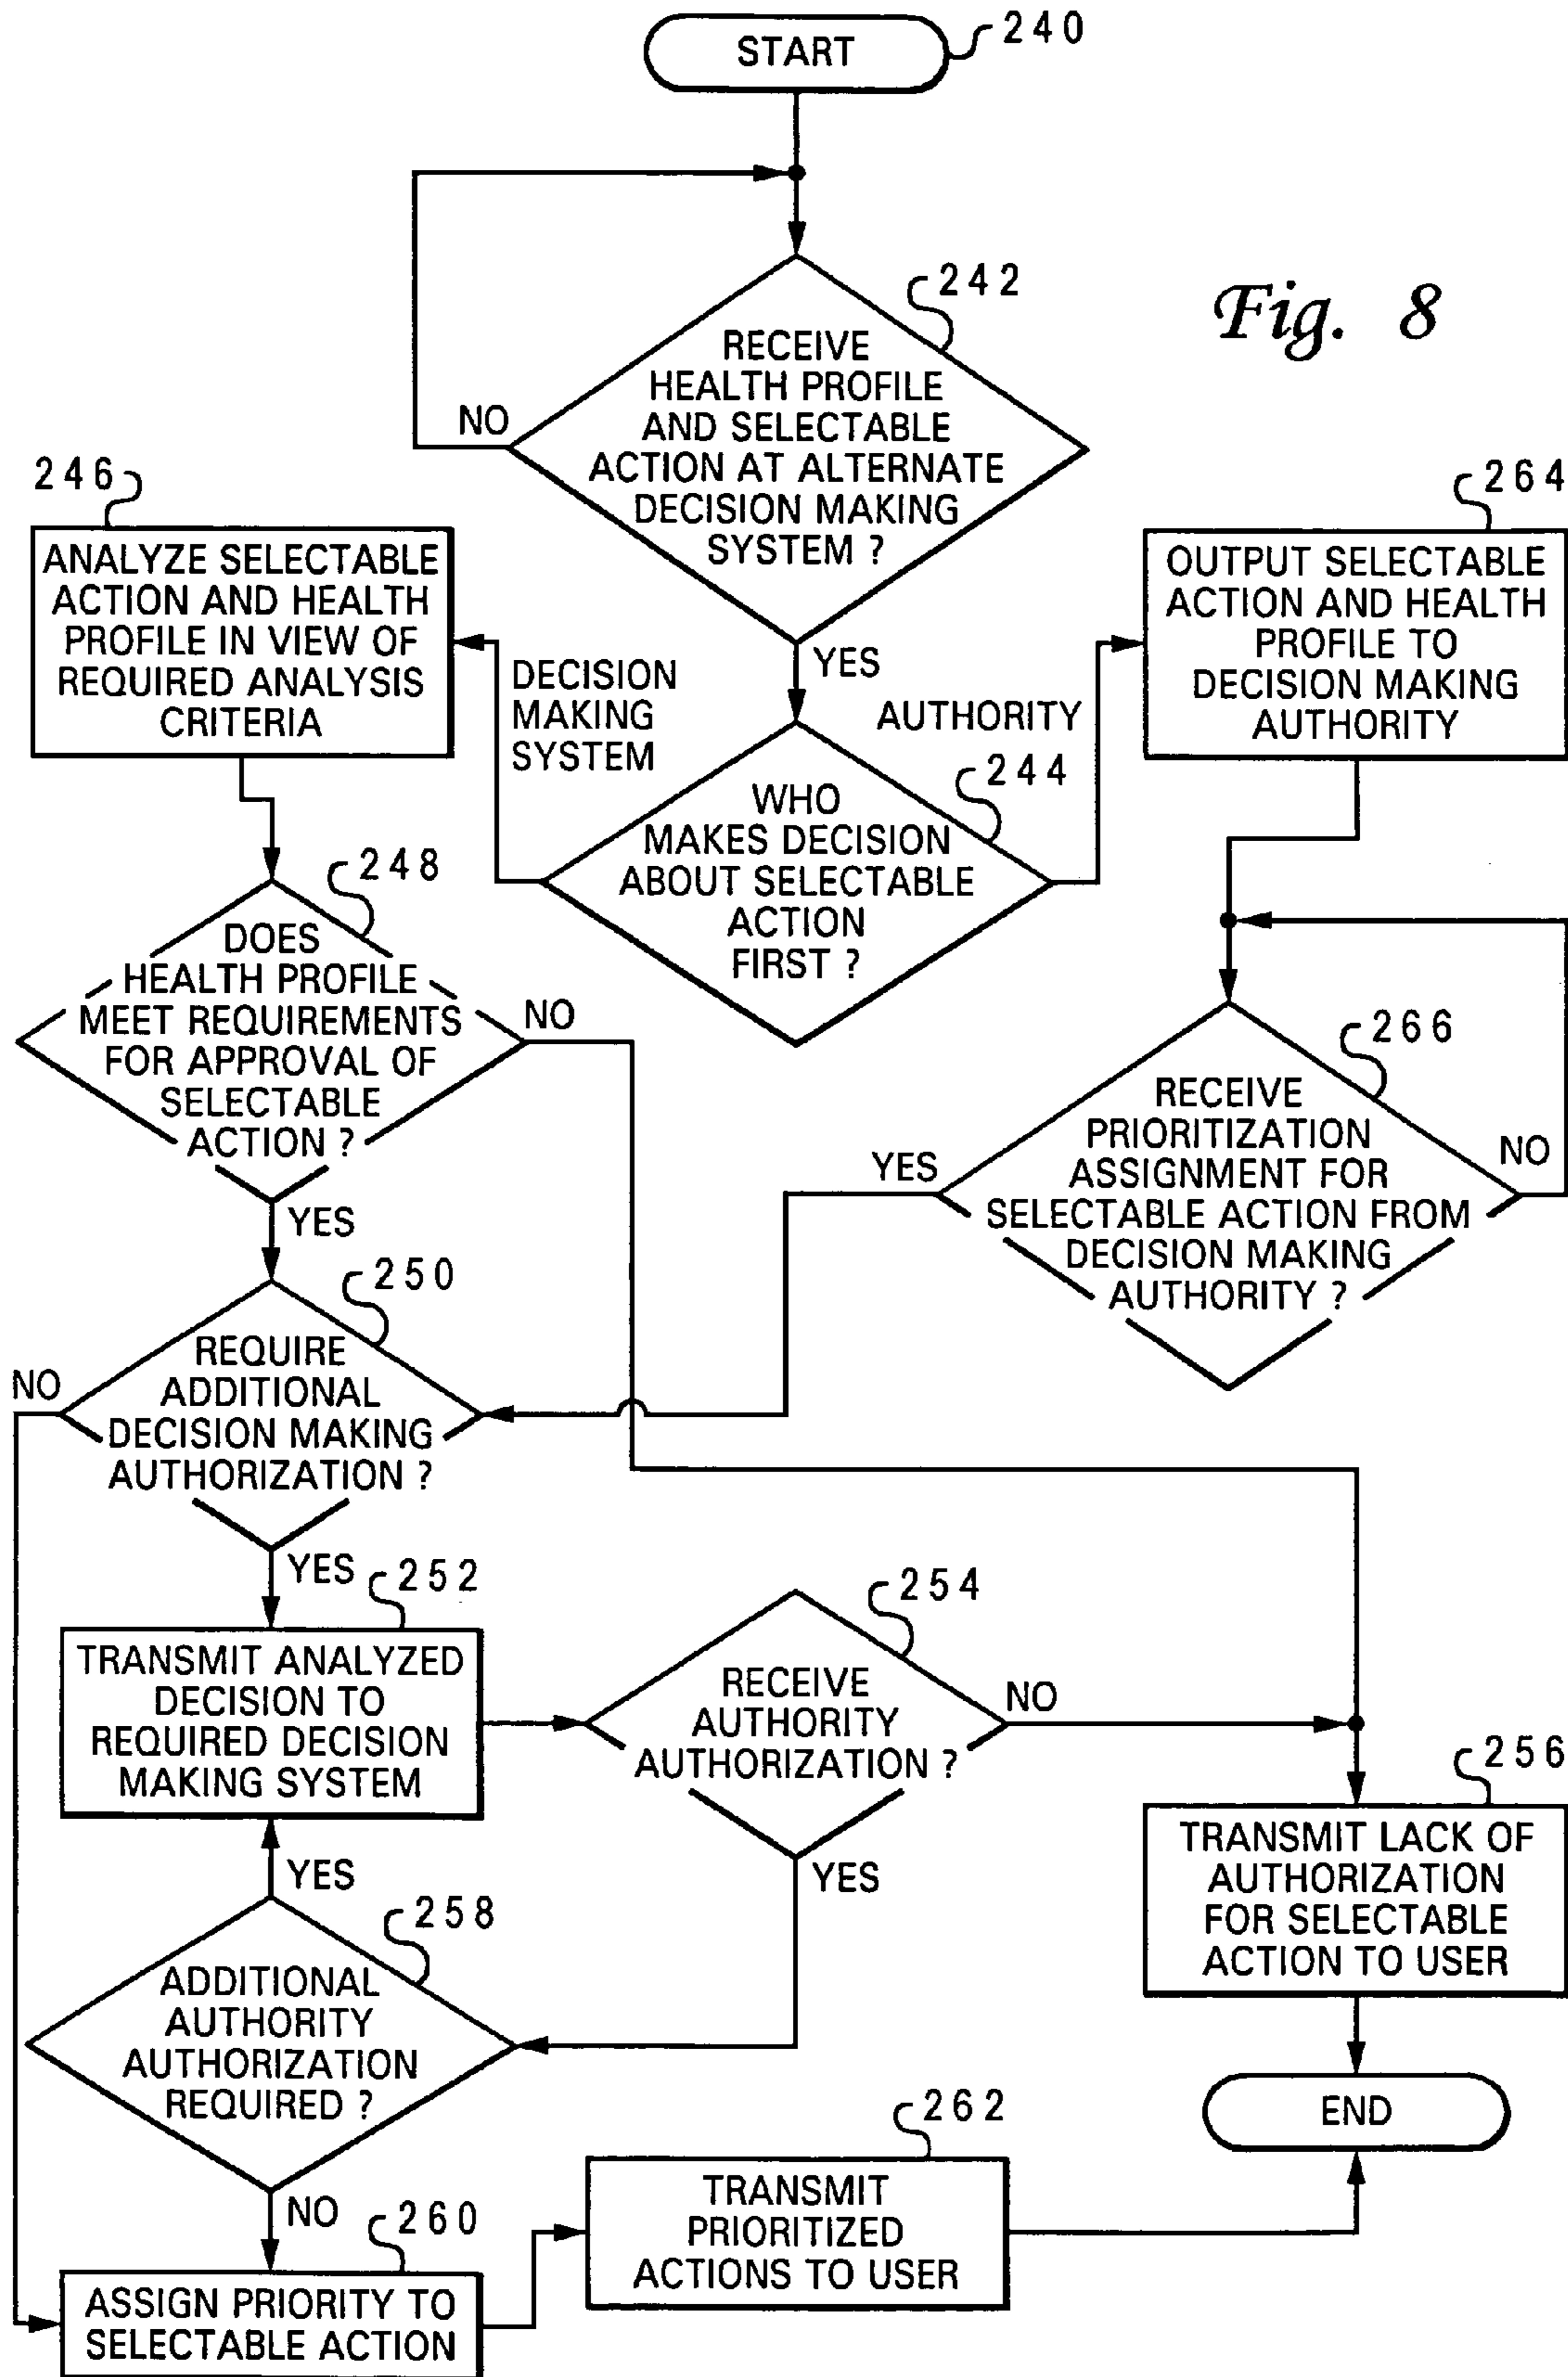 START
240
Fig. 8
242
RECEIVE
HEALTH PROFILE
AND SELECTABLE
ACTION AT ALTERNATE
DECISION MAKING
SYSTEM ?
NO
YES
246
ANALYZE SELECTABLE
ACTION AND HEALTH
PROFILE IN VIEW OF
REQUIRED ANALYSIS
CRITERIA
DECISION
MAKING
SYSTEM
AUTHORITY
244
WHO
MAKES DECISION
ABOUT SELECTABLE
ACTION
FIRST ?
264
OUTPUT SELECTABLE
ACTION AND HEALTH
PROFILE TO
DECISION MAKING
AUTHORITY
248
DOES
HEALTH PROFILE
MEET REQUIREMENTS
FOR APPROVAL OF
SELECTABLE
ACTION ?
NO
YES
266
RECEIVE
PRIORITIZATION
ASSIGNMENT FOR
SELECTABLE ACTION FROM
DECISION MAKING
AUTHORITY ?
YES
NO
250
REQUIRE
ADDITIONAL
DECISION MAKING
AUTHORIZATION ?
NO
YES
252
TRANSMIT ANALYZED
DECISION TO
REQUIRED DECISION
MAKING SYSTEM
254
RECEIVE
AUTHORITY
AUTHORIZATION ?
NO
YES
256
TRANSMIT LACK OF
AUTHORIZATION
FOR SELECTABLE
ACTION TO USER
YES
258
ADDITIONAL
AUTHORITY
AUTHORIZATION
REQUIRED ?
NO
END
260
ASSIGN PRIORITY TO
SELECTABLE ACTION
262
TRANSMIT
PRIORITIZED
ACTIONS TO USER